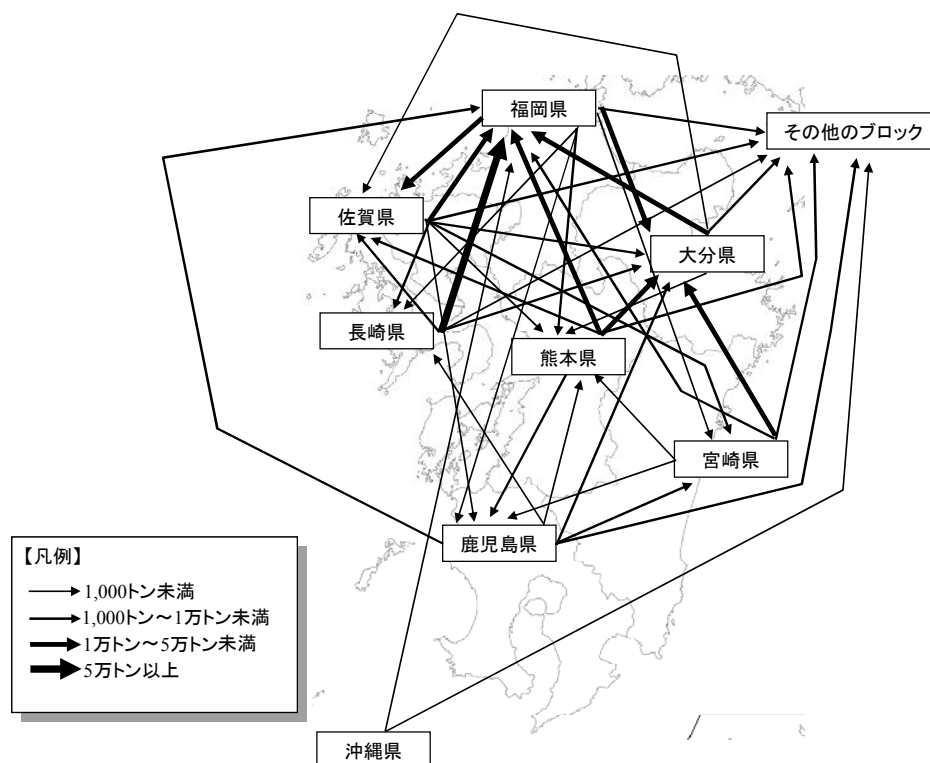 福岡県
その他のブロック
佐賀県
大分県
長崎県
熊本県
宮崎県
鹿児島県
【凡例】
1,000トン未満
1,000トン～1万トン未満
1万トン～5万トン未満
5万トン以上
沖縄県